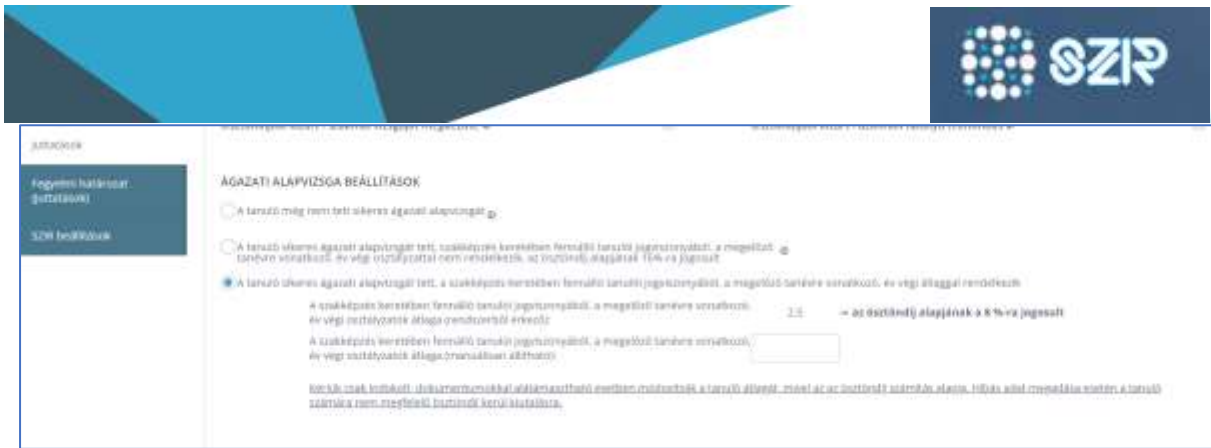 SZIR
Juttatások
ÁGAZATI ALAPVIZSGA BEÁLLÍTÁSOK
Fegyelmi határozat
(juttatások)
A tanuló még nem tett sikeres ágazati alapvizsgát
SZIR beállítások
A tanuló sikeres ágazati alapvizsgát tett, szakképzés keretében fennálló tanulói jogviszonyából, a megelőző
tanévre vonatkozó, év végi osztályzattal nem rendelkezik, az ösztöndíj alapjának 10%-ra jogosult
A tanuló sikeres ágazati alapvizsgát tett, a szakképzés keretében fennálló tanulói jogviszonyából, a megelőző tanévre vonatkozó, év végi átlaggal rendelkezik
A szakképzés keretében fennálló tanulói jogviszonyából, a megelőző tanévre vonatkozó,
év végi osztályzatok átlaga (rendszerből érkező):
2.5 → az ösztöndíj alapjának a 8 %-ra jogosult
A szakképzés keretében fennálló tanulói jogviszonyából, a megelőző tanévre vonatkozó,
év végi osztályzatok átlaga (manuálisan állítható)
Kérjük csak indokolt, dokumentumokkal alátámasztható esetben módosítsák a tanuló átlagát, mivel az az ösztöndíj számítás alapja. Hibás adat megadása esetén a tanuló
számára nem megfelelő ösztöndíj kerül kiutalásra.